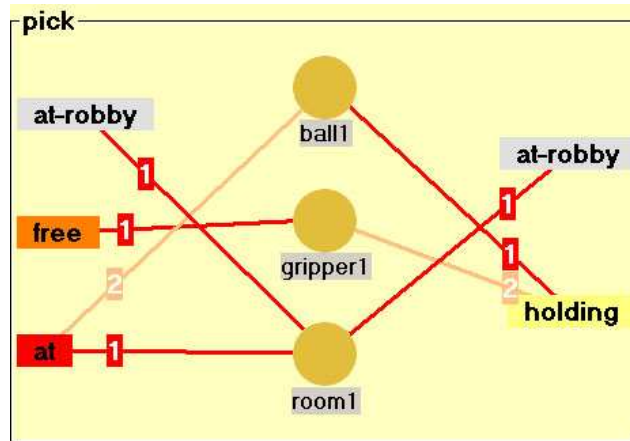 pick
at-robby
ball1
at-robby
1
1
free
1
gripper1
1
2
2
holding
at
1
room1